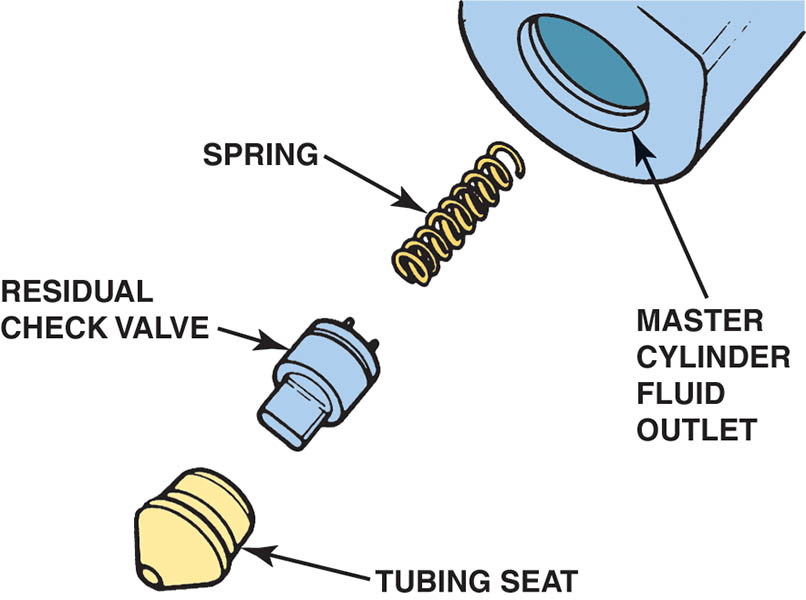 SPRING
RESIDUAL
CHECK VALVE
MASTER
CYLINDER
FLUID
OUTLET
TUBING SEAT